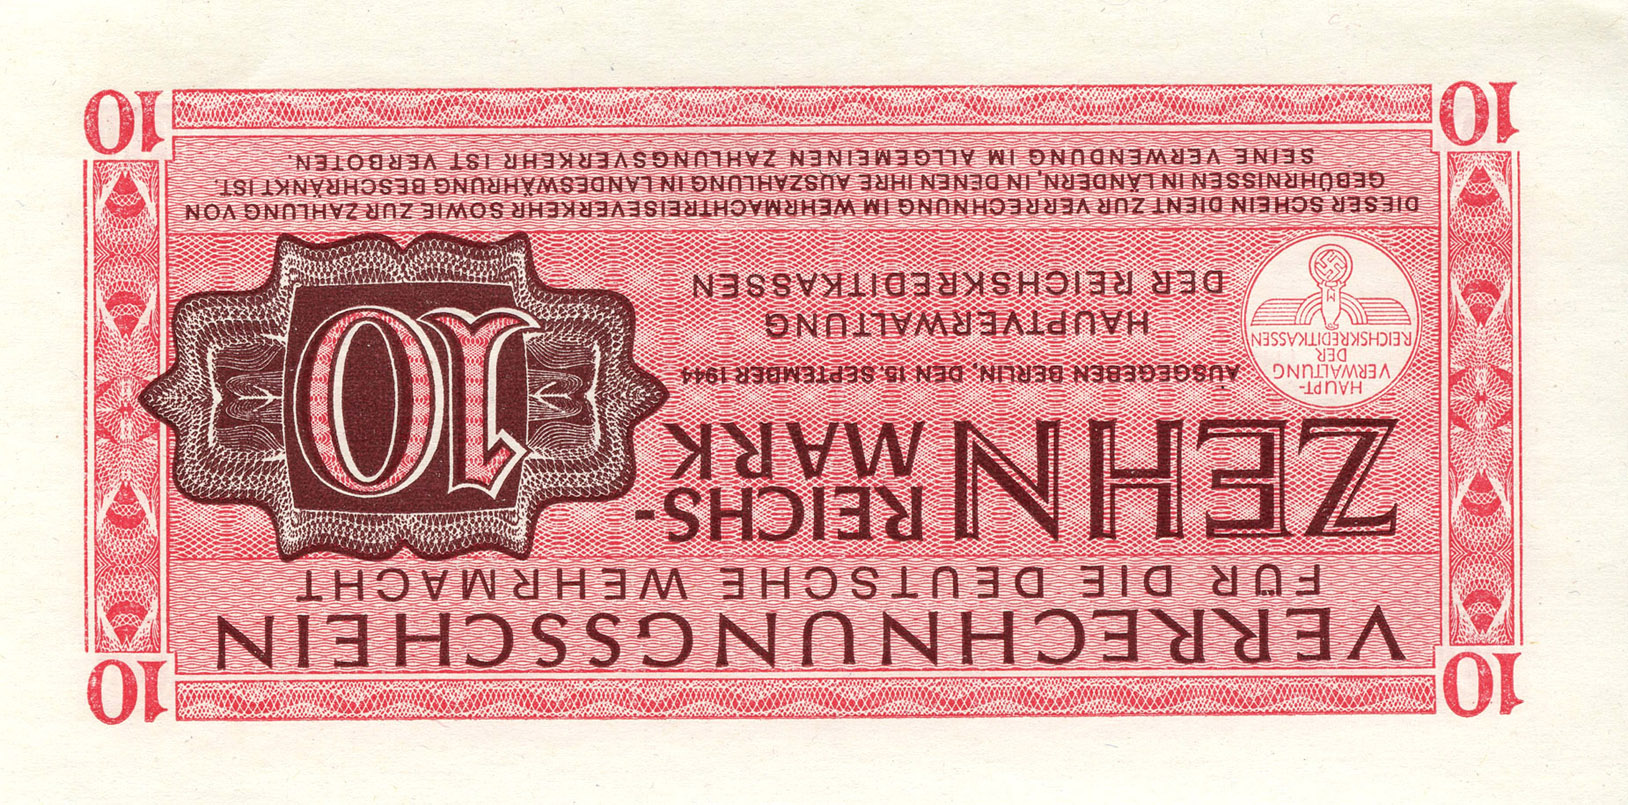 10
10
VERRECHNUNGSSCHEIN
FÜR DIE DEUTSCHE WEHRMACHT
ZEHN REICHS-
MARK
10
AUSGEGEBEN BERLIN, DEN 15. SEPTEMBER 1944
HAUPTVERWALTUNG
DER REICHSKREDITKASSEN
HAUPT-
VERWALTUNG
DER
REICHSKREDITKASSEN
M
DIESER SCHEIN DIENT ZUR VERRECHNUNG IM WEHRMACHTREISEVERKEHR SOWIE ZUR ZAHLUNG VON
GEBÜHRNISSEN IN LÄNDERN, IN DENEN IHRE AUSZAHLUNG IN LANDESWÄHRUNG BESCHRÄNKT IST.
SEINE VERWENDUNG IM ALLGEMEINEN ZAHLUNGSVERKEHR IST VERBOTEN.
10
10